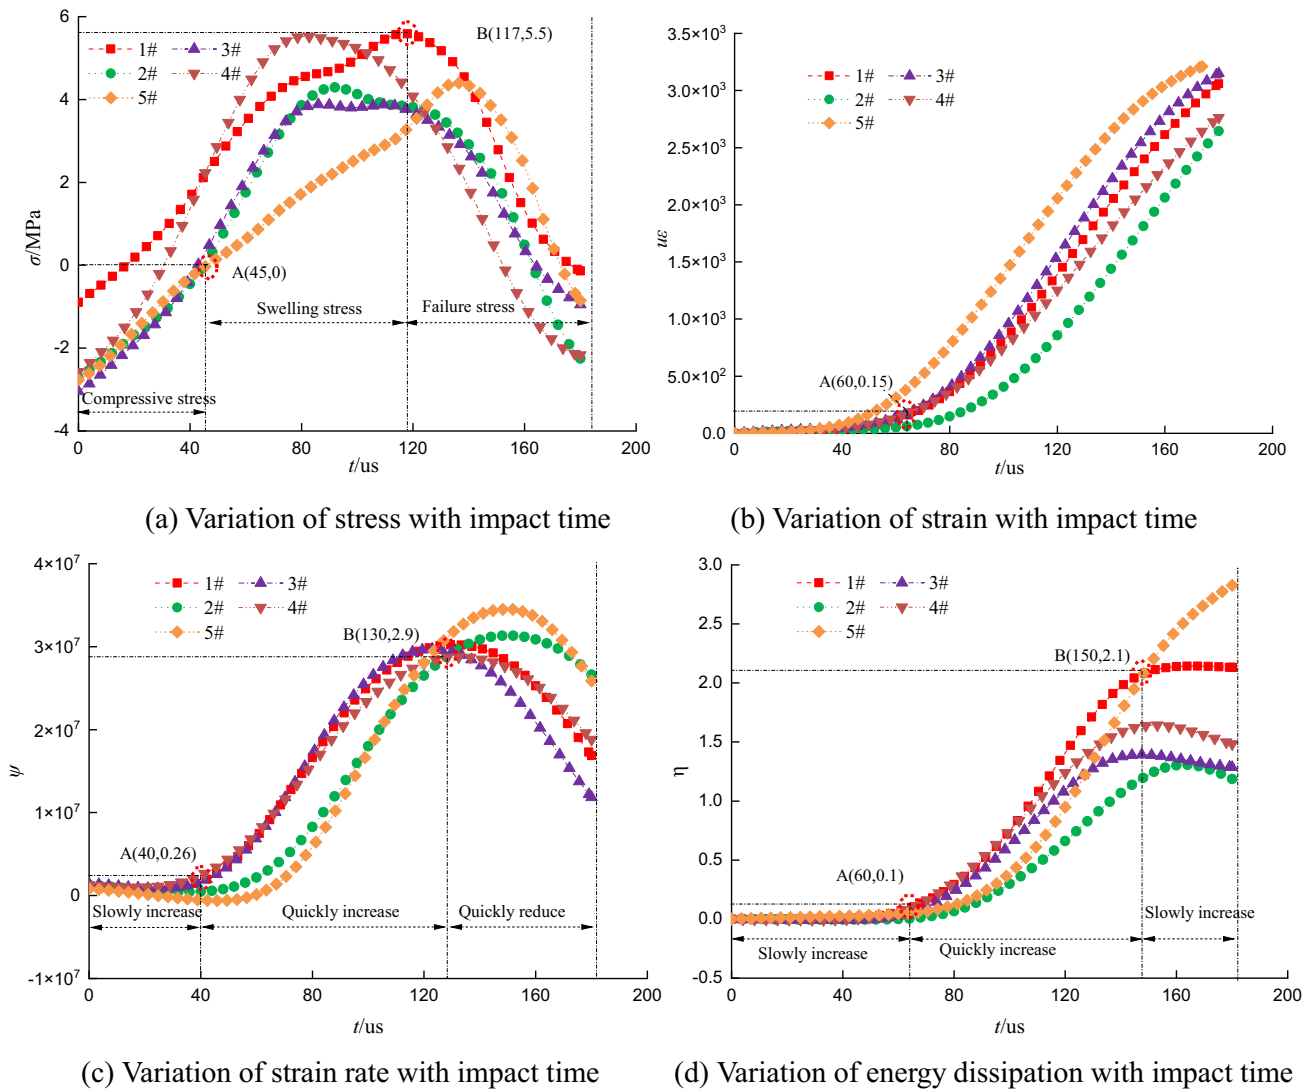 6
4
2
0
-2
-4
σ/MPa
1#
3#
2#
4#
5#
B(117,5.5)
A(45,0)
Swelling stress
Failure stress
Compressive stress
0
40
80
120
160
200
t/us
(a) Variation of stress with impact time
3.5×10³
3.0×10³
2.5×10³
2.0×10³
1.5×10³
1.0×10³
5.0×10²
0.0
uε
1#
3#
2#
4#
5#
A(60,0.15)
0
40
80
120
160
200
t/us
(b) Variation of strain with impact time
4×10⁷
3×10⁷
2×10⁷
1×10⁷
0
-1×10⁷
ψ
1#
3#
2#
4#
5#
B(130,2.9)
A(40,0.26)
Slowly increase
Quickly increase
Quickly reduce
0
40
80
120
160
200
t/us
(c) Variation of strain rate with impact time
3.0
2.5
2.0
1.5
1.0
0.5
0.0
-0.5
η
1#
3#
2#
4#
5#
B(150,2.1)
A(60,0.1)
Slowly increase
Slowly increase
Quickly increase
0
40
80
120
160
200
t/us
(d) Variation of energy dissipation with impact time